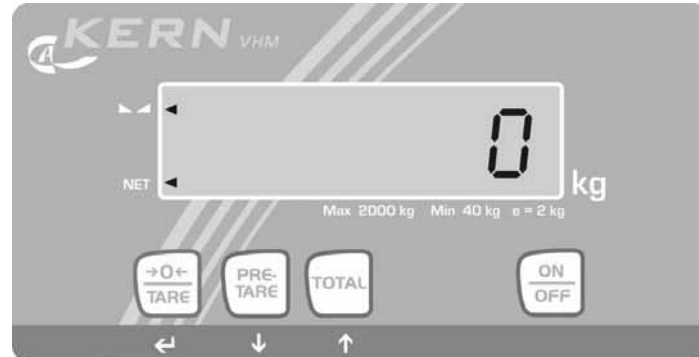 KERN VHM
NET
0
kg
Max 2000 kg Min 40 kg e = 2 kg
→0←
TARE
PRE-
TARE
TOTAL
ON
OFF